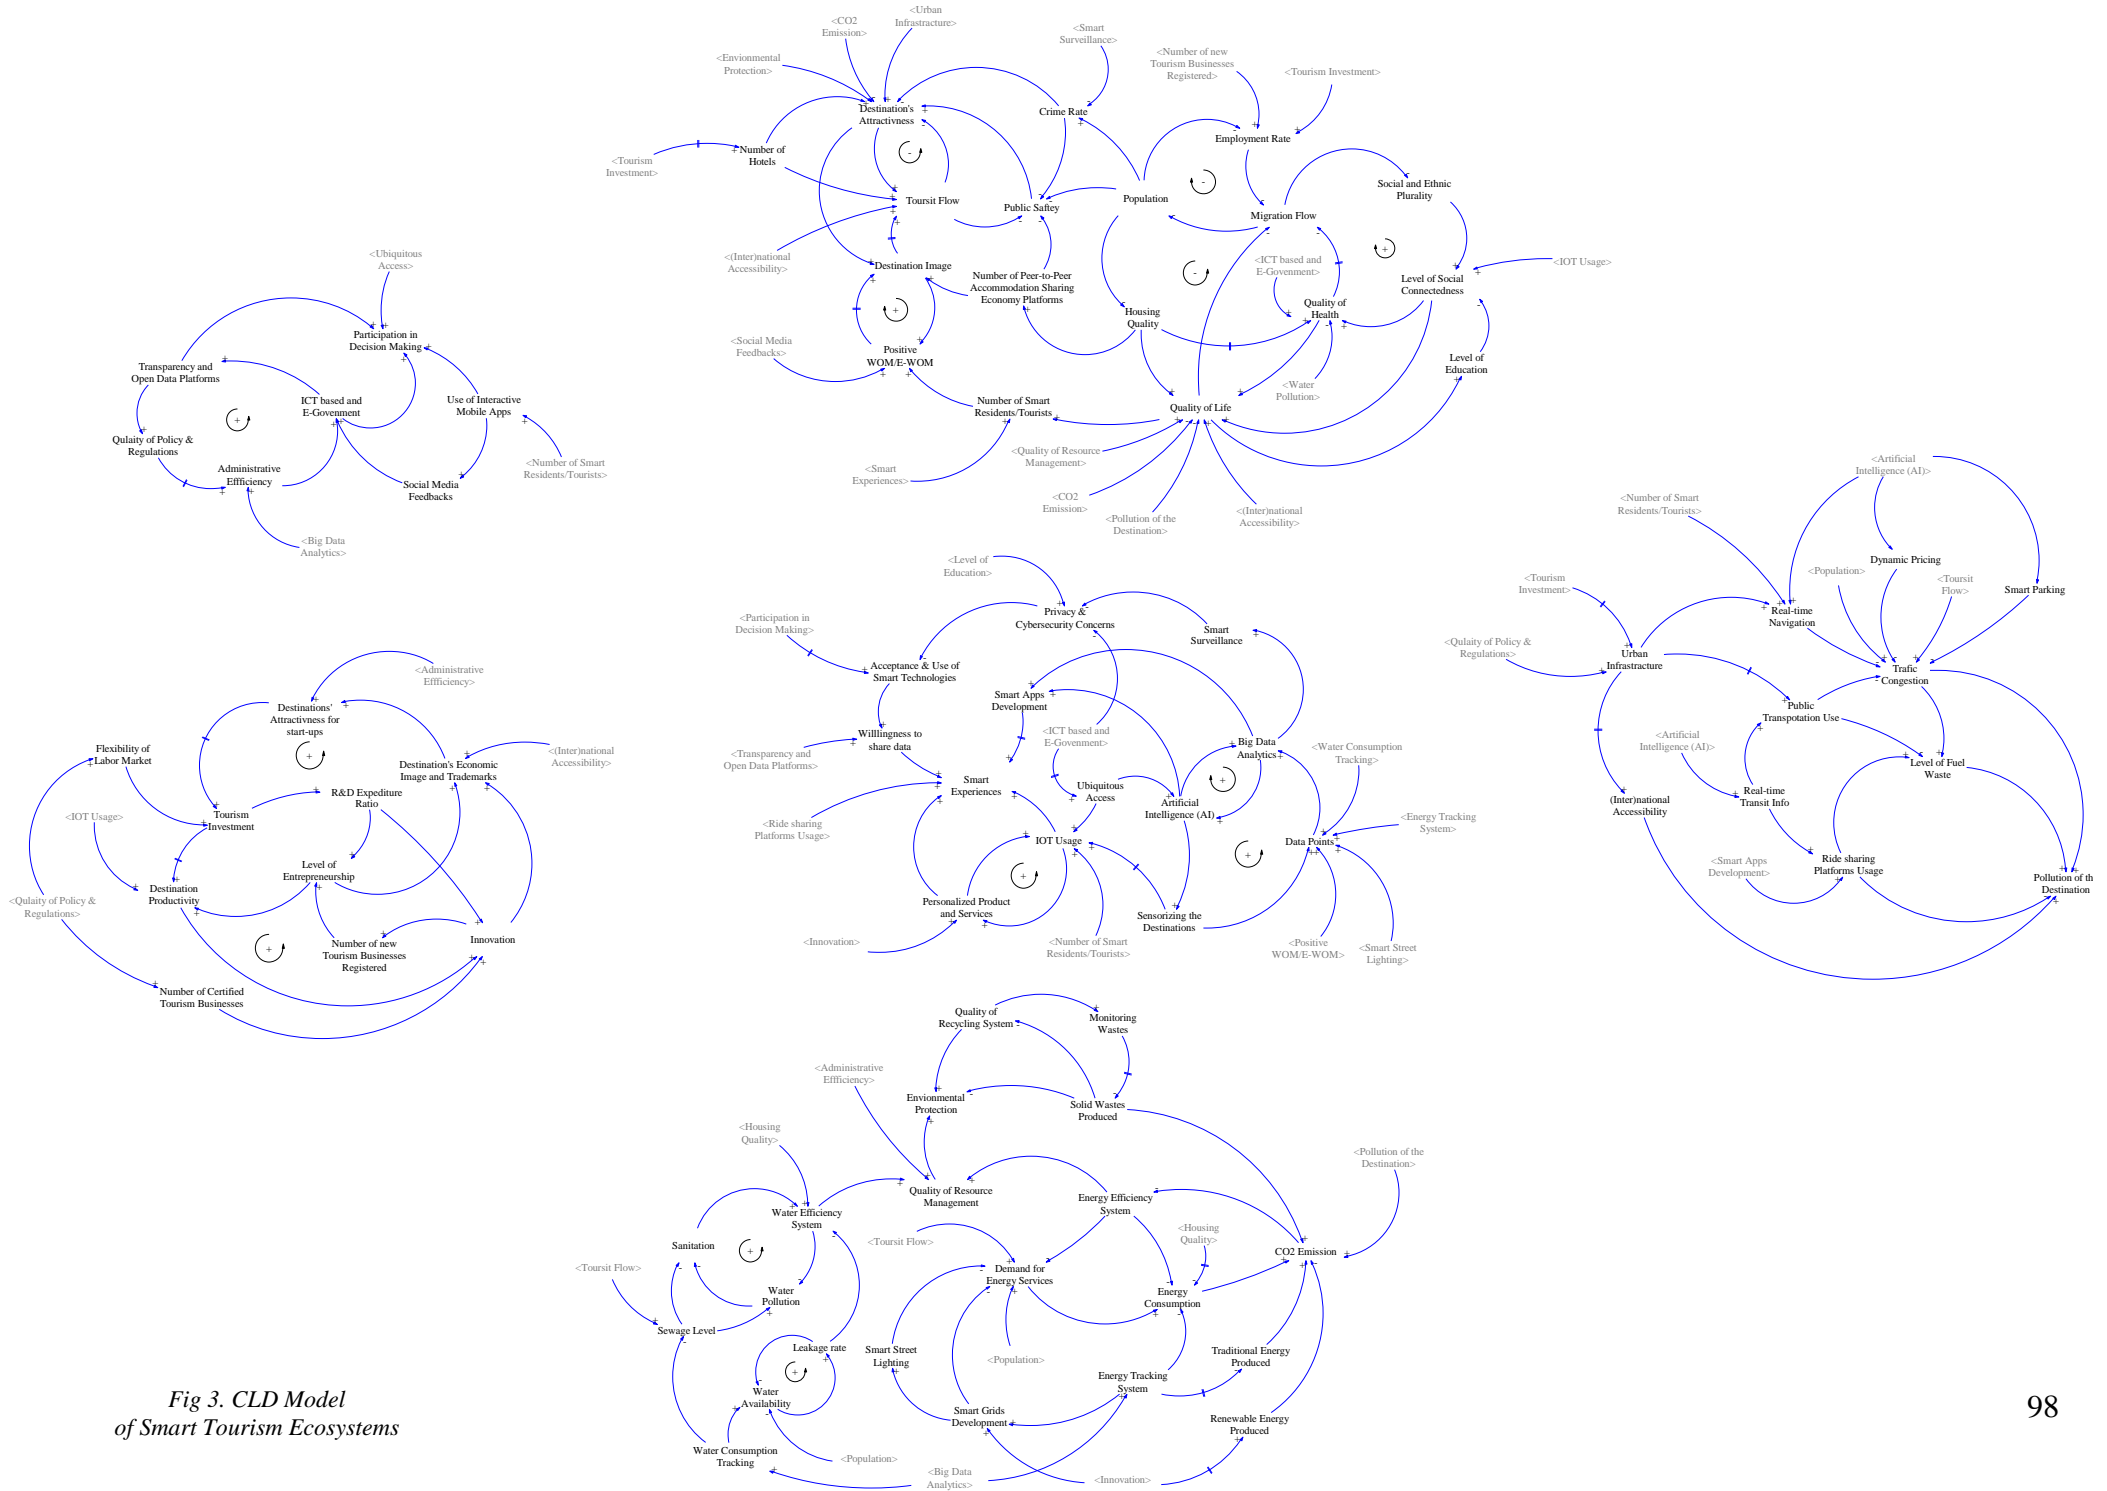 <CO2
Emission>
<Urban
Infrastracture>
<Smart
Surveillance>
<Envionmental
Protection>
<Number of new
Tourism Businesses
Registered>
<Tourism Investment>
Destination's
Attractivness
Crime Rate
Employment Rate
Number of
Hotels
<Tourism
Investment>
Toursit Flow
Public Saftey
Population
Migration Flow
Social and Ethnic
Plurality
<(Inter)national
Accessibility>
Destination Image
Number of Peer-to-Peer
Accommodation Sharing
Economy Platforms
<ICT based and
E-Govenment>
Level of Social
Connectedness
<IOT Usage>
Housing
Quality
Quality of
Health
<Social Media
Feedbacks>
Positive
WOM/E-WOM
Level of
Education
<Water
Pollution>
Number of Smart
Residents/Tourists
Quality of Life
<Smart
Experiences>
<Quality of Resource
Management>
<CO2
Emission>
<Pollution of the
Destination>
<(Inter)national
Accessibility>
<Ubiquitous
Access>
Participation in
Decision Making
Transparency and
Open Data Platforms
ICT based and
E-Govenment
Use of Interactive
Mobile Apps
Qulaity of Policy &
Regulations
Administrative
Effficiency
Social Media
Feedbacks
<Number of Smart
Residents/Tourists>
<Big Data
Analytics>
<Administrative
Effficiency>
Destinations'
Attractivness for
start-ups
Flexibility of
Labor Market
<(Inter)national
Accessibility>
Destination's Economic
Image and Trademarks
R&D Expediture
Ratio
Tourism
Investment
<IOT Usage>
Level of
Entrepreneurship
Destination
Productivity
<Qulaity of Policy &
Regulations>
Number of new
Tourism Businesses
Registered
Innovation
Number of Certified
Tourism Businesses
<Level of
Education>
<Participation in
Decision Making>
Privacy &
Cybersecurity Concerns
Smart
Surveillance
Acceptance & Use of
Smart Technologies
Smart Apps
Development
Willlingness to
share data
<ICT based and
E-Govenment>
Big Data
Analytics
<Water Consumption
Tracking>
<Transparency and
Open Data Platforms>
Smart
Experiences
Ubiquitous
Access
Artificial
Intelligence (AI)
<Ride sharing
Platforms Usage>
IOT Usage
Data Points
<Energy Tracking
System>
Personalized Product
and Services
Sensorizing the
Destinations
<Innovation>
<Number of Smart
Residents/Tourists>
<Positive
WOM/E-WOM>
<Smart Street
Lighting>
<Artificial
Intelligence (AI)>
<Number of Smart
Residents/Tourists>
Dynamic Pricing
<Population>
<Toursit
Flow>
Smart Parking
<Tourism
Investment>
Real-time
Navigation
<Qulaity of Policy &
Regulations>
Urban
Infrastracture
Trafic
Congestion
Public
Transpotation Use
<Artificial
Intelligence (AI)>
Level of Fuel
Waste
Real-time
Transit Info
(Inter)national
Accessibility
<Smart Apps
Development>
Ride sharing
Platforms Usage
Pollution of th
Destination
Quality of
Recycling System
Monitoring
Wastes
<Administrative
Effficiency>
Envionmental
Protection
Solid Wastes
Produced
<Housing
Quality>
<Pollution of the
Destination>
Quality of Resource
Management
Energy Efficiency
System
Water Efficiency
System
<Toursit Flow>
<Housing
Quality>
Sanitation
CO2 Emission
<Toursit Flow>
Demand for
Energy Services
Water
Pollution
Energy
Consumption
Sewage Level
Leakage rate
Smart Street
Lighting
<Population>
Traditional Energy
Produced
Energy Tracking
System
Water
Availability
Smart Grids
Development
Renewable Energy
Produced
Water Consumption
Tracking
<Population>
<Big Data
Analytics>
<Innovation>
Fig 3. CLD Model
of Smart Tourism Ecosystems
98